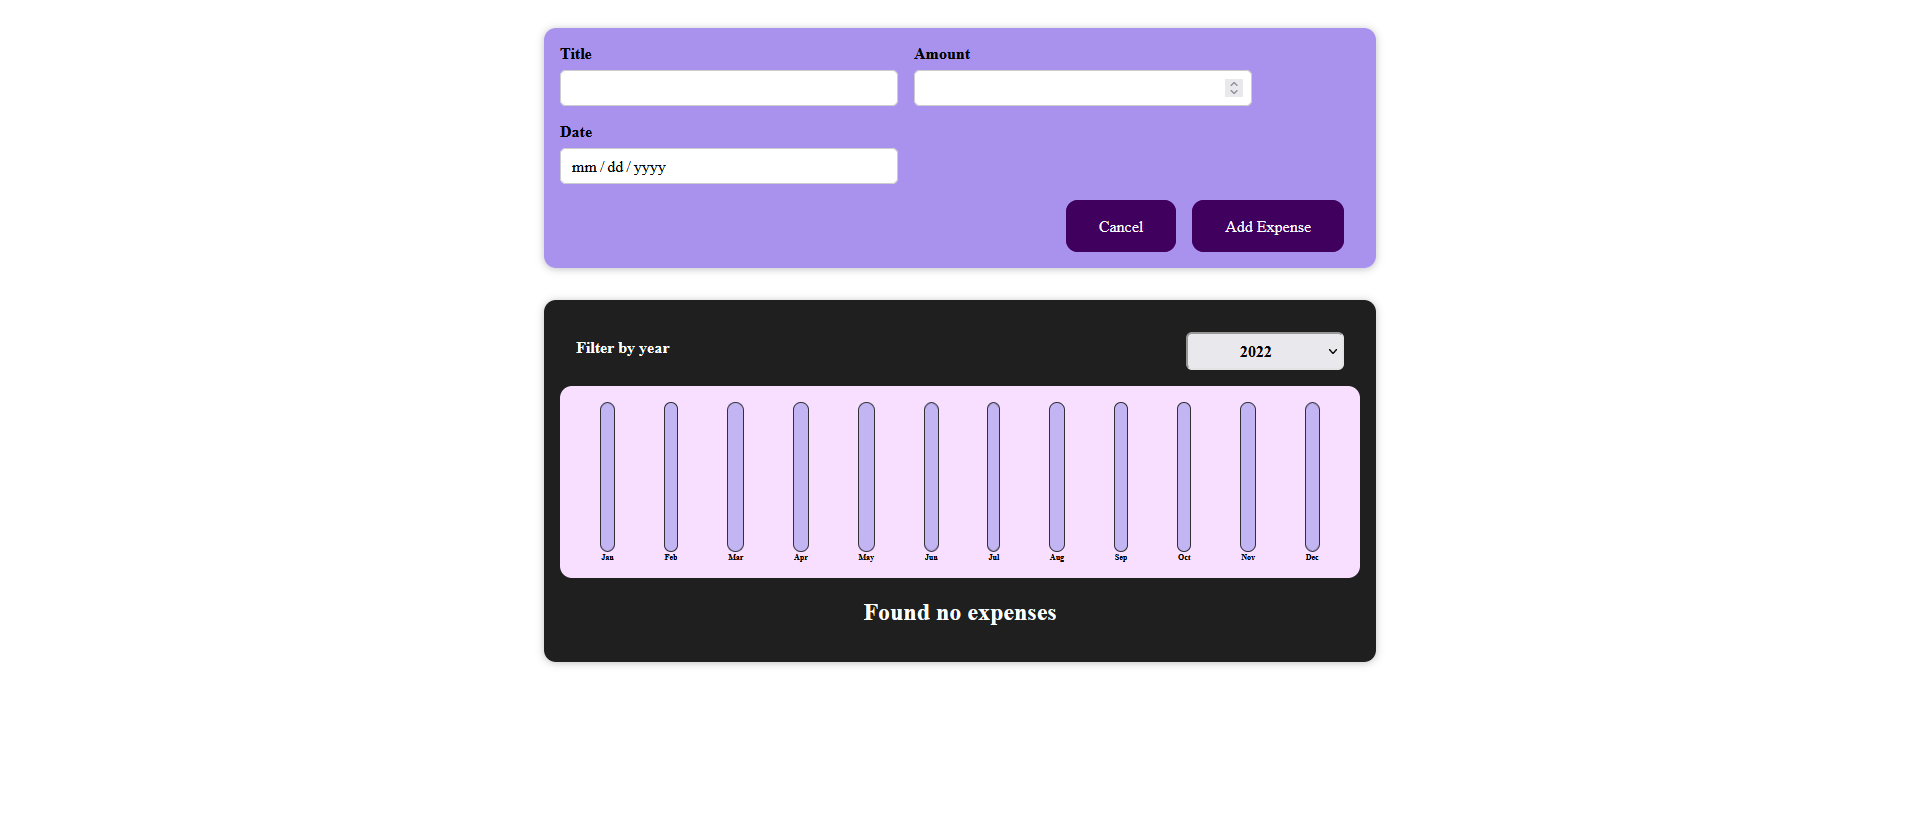 Title Amount
Date
mm / dd / yyyy
Cancel Add Expense
Filter by year 2022
Jan Feb Mar Apr May Jun Jul Aug Sep Oct Nov Dec
Found no expenses